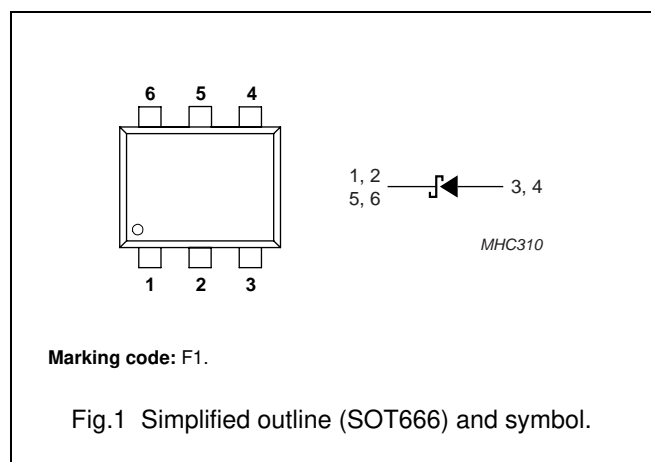 6 5 4
1, 2
5, 6
3, 4
MHC310
1 2 3
Marking code: F1.
Fig.1 Simplified outline (SOT666) and symbol.